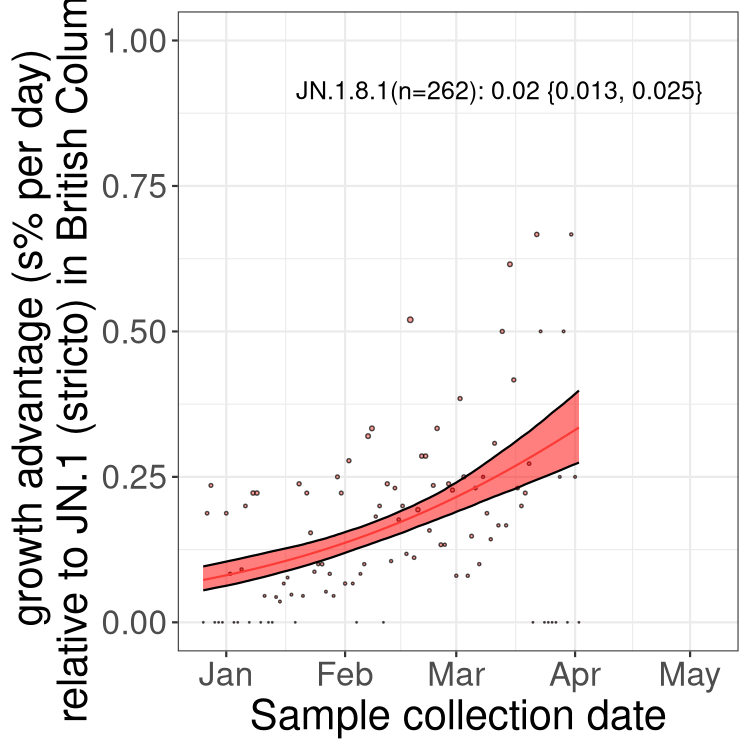 growth advantage (s% per day)
relative to JN.1 (stricto) in British Colum
1.00
0.75
0.50
0.25
0.00
JN.1.8.1(n=262): 0.02 {0.013, 0.025}
Jan Feb Mar Apr May
Sample collection date